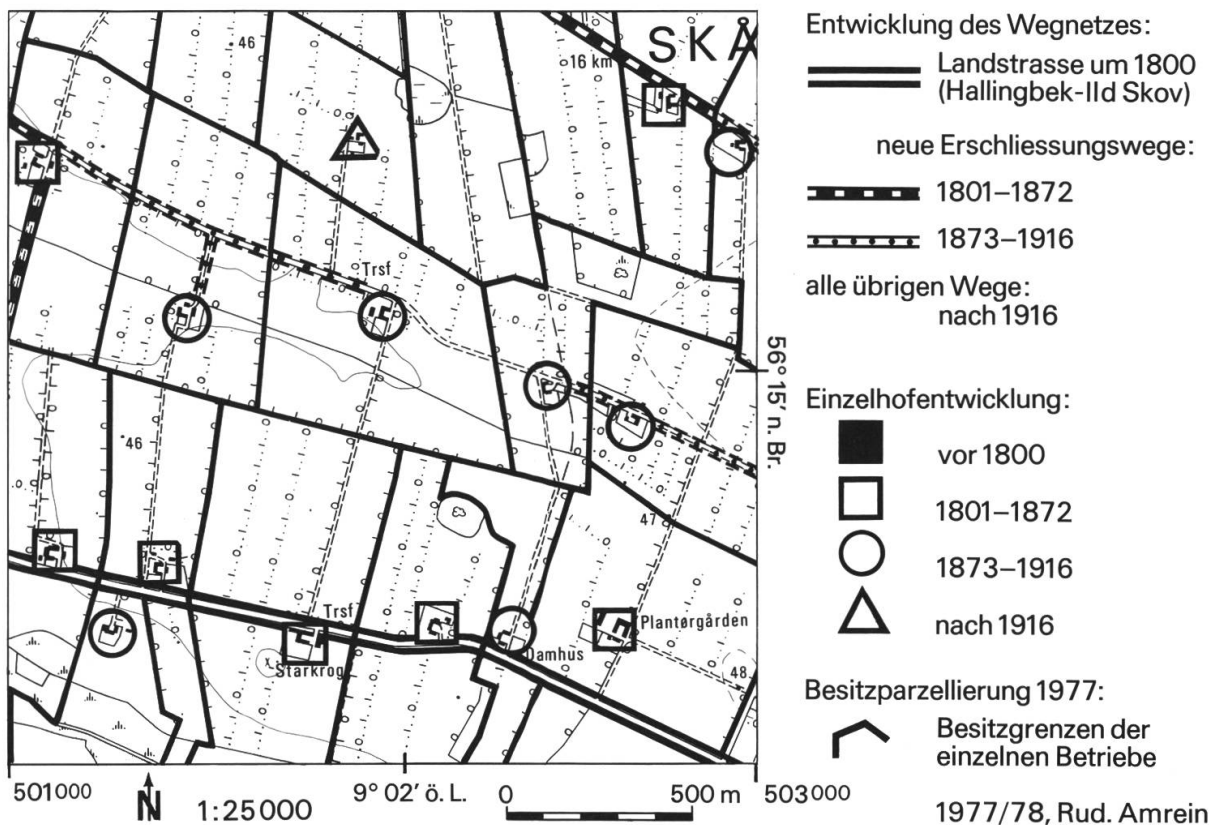 46
SKÅ
16 km
Trsf
46
47
Trsf
Plantørgården
Damhus
Starkrog
48
56° 15′ n. Br.
501000
N
1:25000
9° 02′ ö. L.
0
500 m
503000
Entwicklung des Wegnetzes:
Landstrasse um 1800
(Hallingbek-Ild Skov)
neue Erschliessungswege:
1801–1872
1873–1916
alle übrigen Wege:
nach 1916
Einzelhofentwicklung:
vor 1800
1801–1872
1873–1916
nach 1916
Besitzparzellierung 1977:
Besitzgrenzen der
einzelnen Betriebe
1977/78, Rud. Amrein